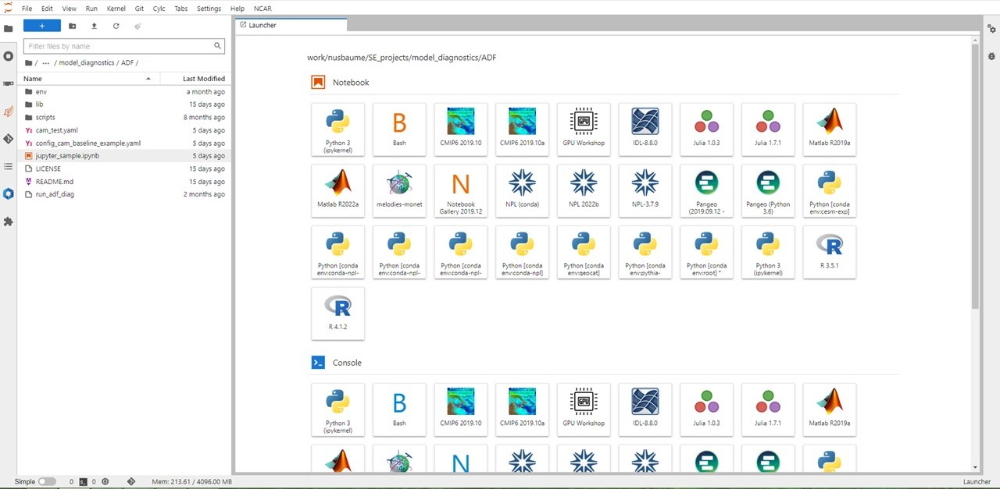 File Edit View Run Kernel Git Cylc Tabs Settings Help NCAR
+
Filter files by name
/ ··· / model_diagnostics / ADF /
Name Last Modified
env a month ago
lib 15 days ago
scripts 8 months ago
Y: cam_test.yaml 5 days ago
Y: config_cam_baseline_example.yaml 5 days ago
jupyter_sample.ipynb 5 days ago
LICENSE 15 days ago
README.md 15 days ago
run_adf_diag 2 months ago
Launcher
work/nusbaume/SE_projects/model_diagnostics/ADF
Notebook
Python 3
(ipykernel)
B
Bash
CMIP6 2019.10
CMIP6 2019.10a
GPU
GPU Workshop
IDL-8.8.0
Julia 1.0.3
Julia 1.7.1
Matlab R2019a
Matlab R2022a
melodies-monet
N
Notebook
Gallery 2019.12
NPL (conda)
NPL 2022b
NPL-3.7.9
Pangeo
(2019.09.12 -
Pangeo (Python
3.6)
Python [conda
env:cesm-exp]
Python [conda
env:conda-npl-
Python [conda
env:conda-npl-
Python [conda
env:conda-npl-
Python [conda
env:conda-npl]
Python [conda
env:geocat]
Python [conda
env:pythia-
Python [conda
env:root] *
Python 3
(ipykernel)
R
R 3.5.1
R
R 4.1.2
Console
Python 3
(ipykernel)
B
Bash
CMIP6 2019.10
CMIP6 2019.10a
GPU
GPU Workshop
IDL-8.8.0
Julia 1.0.3
Julia 1.7.1
Matlab R2019a
N
Simple 0 0 Mem: 213.61 / 4096.00 MB Launcher